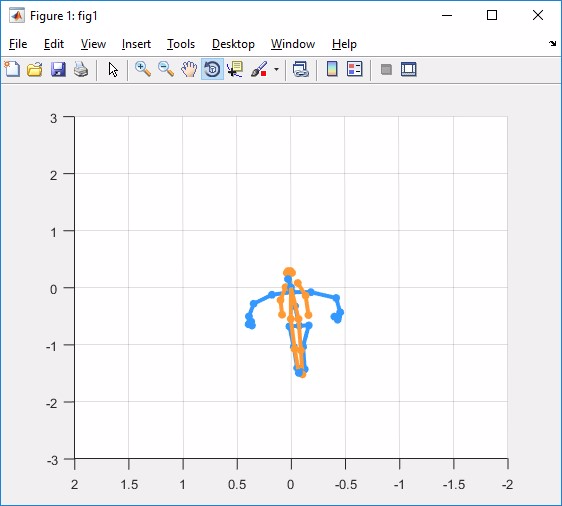 Figure 1: fig1
File Edit View Insert Tools Desktop Window Help
3
2
1
0
-1
-2
-3
2 1.5 1 0.5 0 -0.5 -1 -1.5 -2